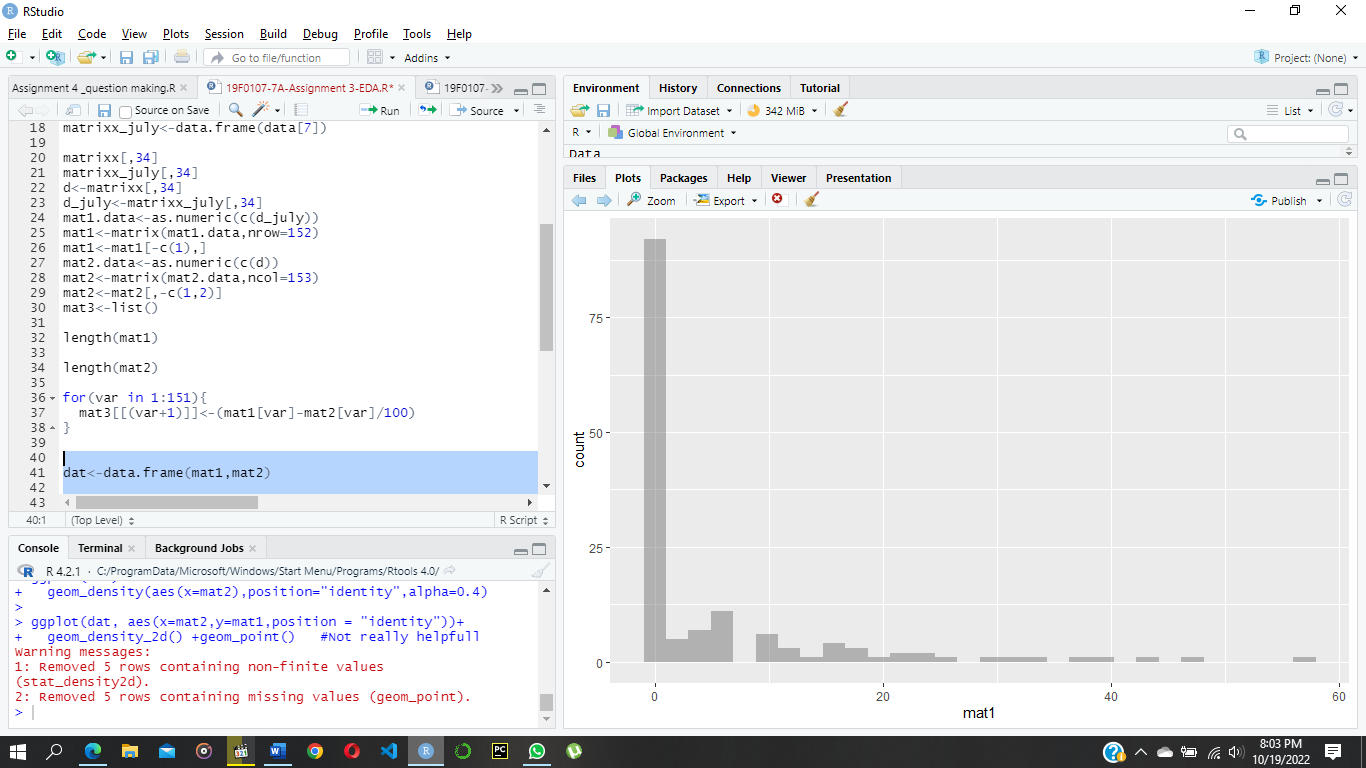 RStudio
File Edit Code View Plots Session Build Debug Profile Tools Help
Go to file/function Addins Project: (None)
Assignment 4 _question making.R 19F0107-7A-Assignment 3-EDA.R* 19F0107-
Source on Save Run Source
18 matrixx_july<-data.frame(data[7])
19
20 matrixx[,34]
21 matrixx_july[,34]
22 d<-matrixx[,34]
23 d_july<-matrixx_july[,34]
24 mat1.data<-as.numeric(c(d_july))
25 mat1<-matrix(mat1.data,nrow=152)
26 mat1<-mat1[-c(1),]
27 mat2.data<-as.numeric(c(d))
28 mat2<-matrix(mat2.data,ncol=153)
29 mat2<-mat2[,-c(1,2)]
30 mat3<-list()
31
32 length(mat1)
33
34 length(mat2)
35
36 for(var in 1:151){
37 mat3[[(var+1)]]<-(mat1[var]-mat2[var]/100)
38 }
39
40
41 dat<-data.frame(mat1,mat2)
42
43
40:1 (Top Level) R Script
Console Terminal Background Jobs
R 4.2.1 · C:/ProgramData/Microsoft/Windows/Start Menu/Programs/Rtools 4.0/
+ geom_density(aes(x=mat2),position="identity",alpha=0.4)
>
> ggplot(dat, aes(x=mat2,y=mat1,position = "identity"))+
+ geom_density_2d() +geom_point() #Not really helpfull
Warning messages:
1: Removed 5 rows containing non-finite values
(stat_density2d).
2: Removed 5 rows containing missing values (geom_point).
>
Environment History Connections Tutorial
Import Dataset 342 MiB List
R Global Environment
Data
Files Plots Packages Help Viewer Presentation
Zoom Export Publish
75
50
25
0
count
0 20 40 60
mat1
8:03 PM
10/19/2022